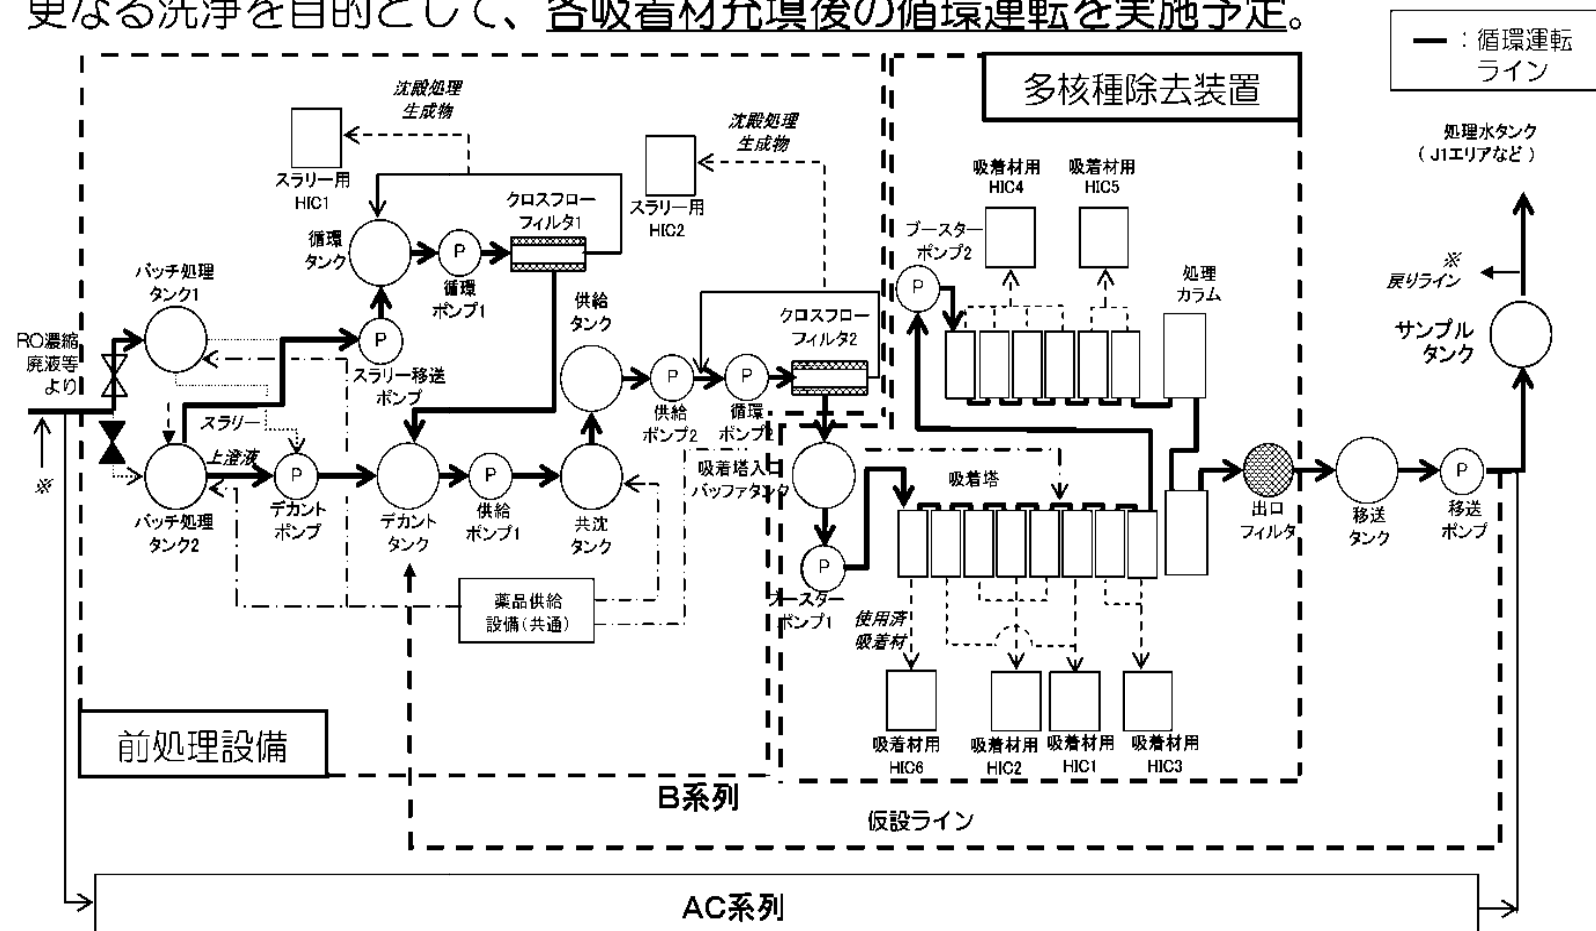 更なる洗浄を目的として、各吸着材充填後の循環運転を実施予定。
:循環運転
ライン
多核種除去装置
処理水タンク
(J1エリアなど)
沈殿処理
生成物
沈殿処理
生成物
スラリー用
HIC1
スラリー用
HIC2
クロスフロー
フィルタ1
吸着材用
HIC4
吸着材用
HIC5
ブースター
ポンプ2
循環
タンク
P
循環
ポンプ1
処理
カラム
※
戻りライン
バッチ処理
タンク1
供給
タンク
クロスフロー
フィルタ2
サンプル
タンク
RO濃縮
廃液等
より
P
スラリー移送
ポンプ
P
供給
ポンプ2
P
循環
ポンプ2
P
スラリー
上澄液
吸着塔入口
バッファタンク
吸着塔
※
バッチ処理
タンク2
P
デカント
ポンプ
デカント
タンク
P
供給
ポンプ1
共沈
タンク
出口
フィルタ
移送
タンク
P
移送
ポンプ
P
ブースター
ポンプ1
薬品供給
設備(共通)
使用済
吸着材
吸着材用
HIC6
吸着材用
HIC2
吸着材用
HIC1
吸着材用
HIC3
前処理設備
B系列
仮設ライン
AC系列